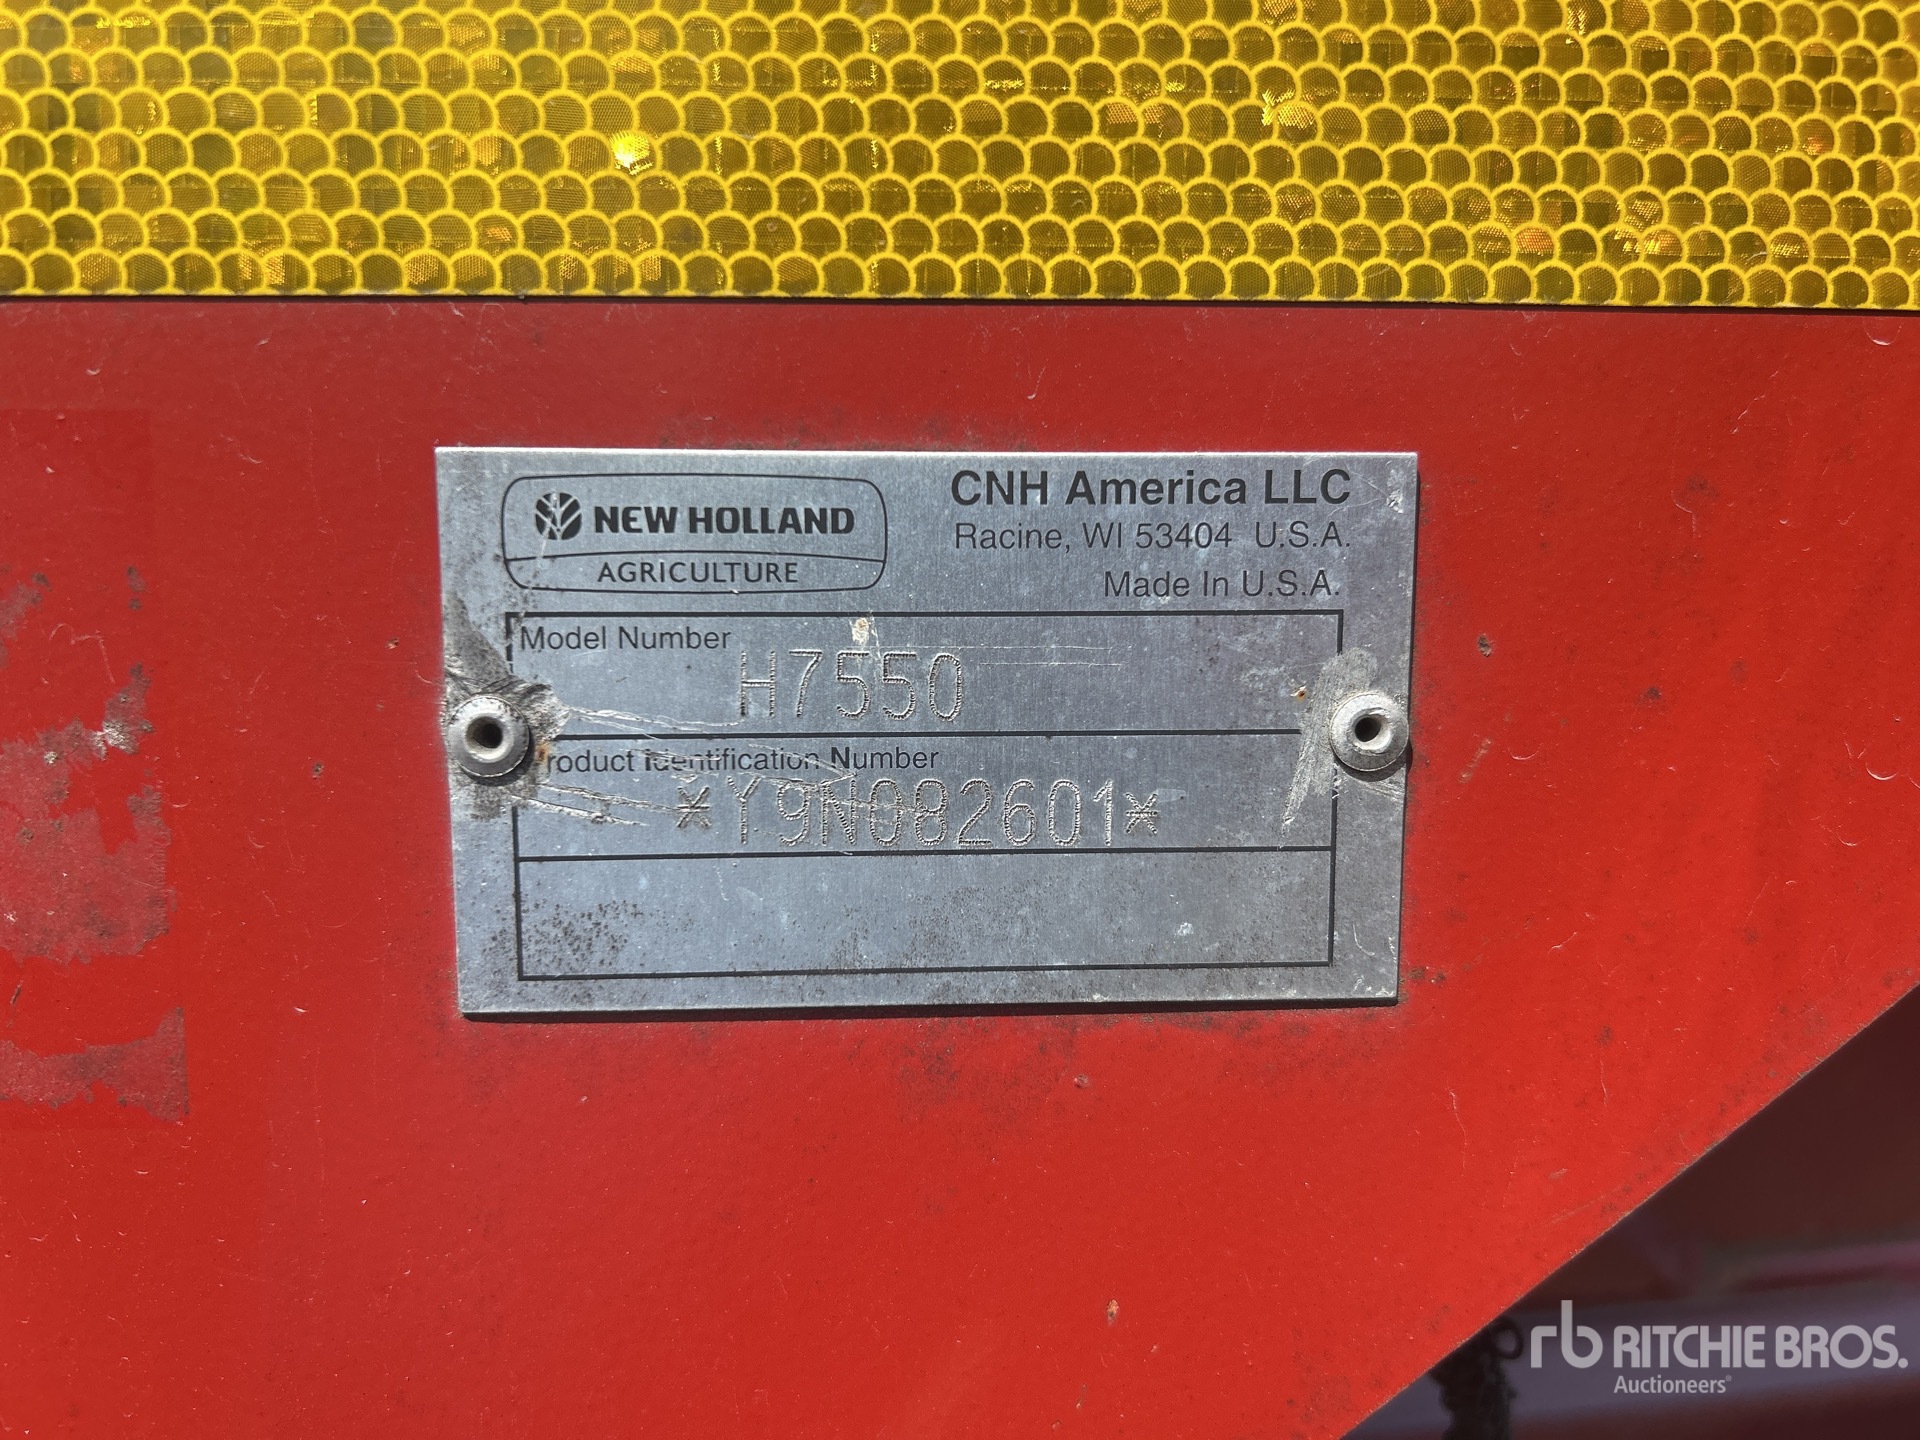 NEW HOLLAND
AGRICULTURE
CNH America LLC
Racine, WI 53404 U.S.A.
Made In U.S.A.
Model Number
H7550
Product Identification Number
*Y9N082601*
rb RITCHIE BROS.
Auctioneers®